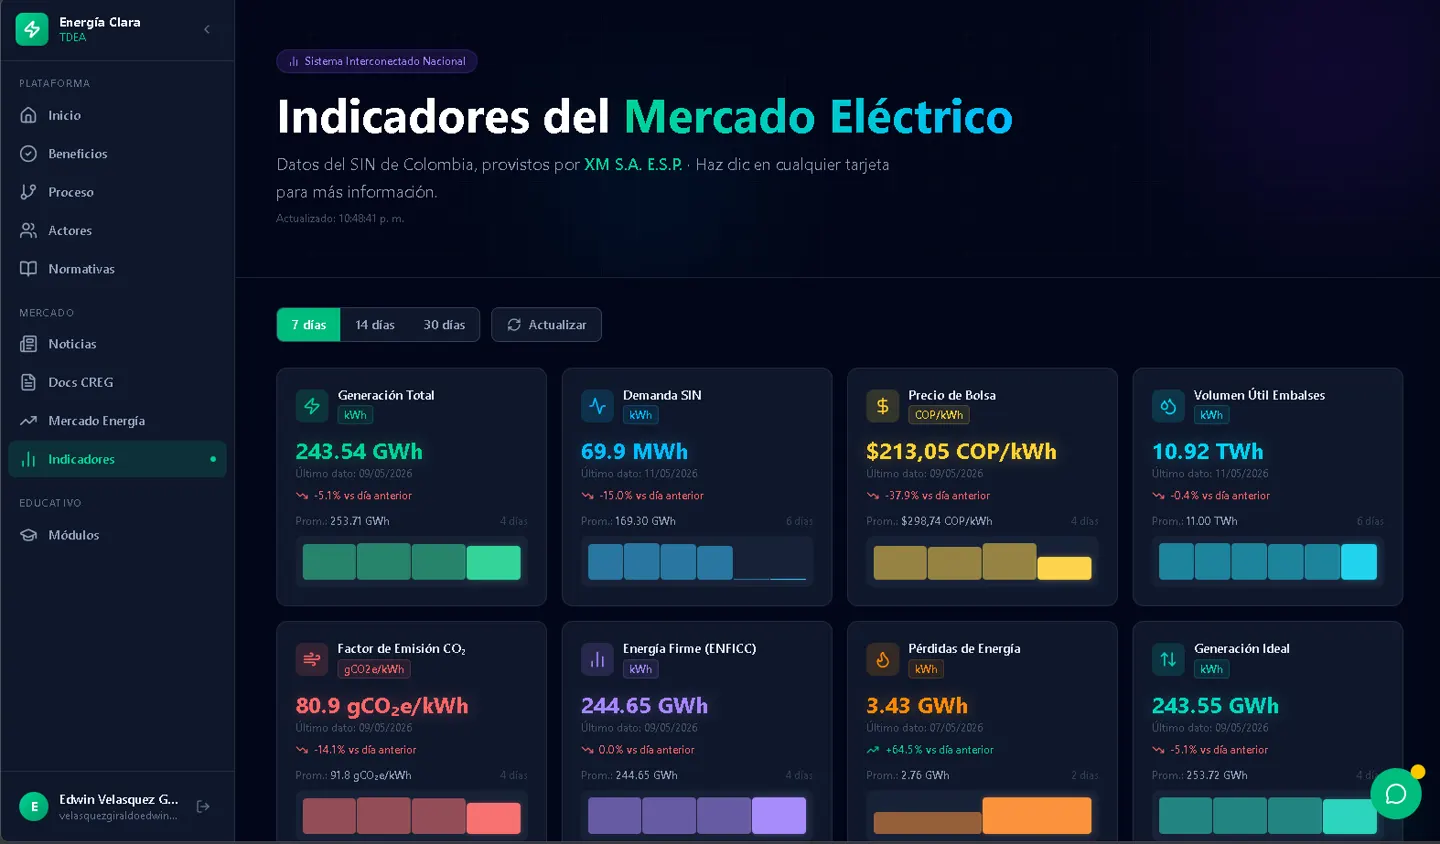 Energía Clara
TDEA
PLATAFORMA
Inicio
Beneficios
Proceso
Actores
Normativas
MERCADO
Noticias
Docs CREG
Mercado Energía
Indicadores
EDUCATIVO
Módulos
E
Edwin Velasquez G...
velasquezgiraldoedwin...
Sistema Interconectado Nacional
Indicadores del Mercado Eléctrico
Datos del SIN de Colombia, provistos por XM S.A. E.S.P. · Haz clic en cualquier tarjeta
para más información.
Actualizado: 10:48:41 p. m.
7 días 14 días 30 días Actualizar
Generación Total
kWh
243.54 GWh
Último dato: 09/05/2026
-5.1% vs día anterior
Prom.: 253.71 GWh 4 días
Demanda SIN
kWh
69.9 MWh
Último dato: 11/05/2026
-15.0% vs día anterior
Prom.: 169.30 GWh 6 días
Precio de Bolsa
COP/kWh
$213,05 COP/kWh
Último dato: 09/05/2026
-37.9% vs día anterior
Prom.: $298,74 COP/kWh 4 días
Volumen Útil Embalses
kWh
10.92 TWh
Último dato: 11/05/2026
-0.4% vs día anterior
Prom.: 11.00 TWh 6 días
Factor de Emisión CO₂
gCO2e/kWh
80.9 gCO₂e/kWh
Último dato: 09/05/2026
-14.1% vs día anterior
Prom.: 91.8 gCO₂e/kWh 4 días
Energía Firme (ENFICC)
kWh
244.65 GWh
Último dato: 09/05/2026
0.0% vs día anterior
Prom.: 244.65 GWh 4 días
Pérdidas de Energía
kWh
3.43 GWh
Último dato: 07/05/2026
+64.5% vs día anterior
Prom.: 2.76 GWh 2 días
Generación Ideal
kWh
243.55 GWh
Último dato: 09/05/2026
-5.1% vs día anterior
Prom.: 253.72 GWh 4